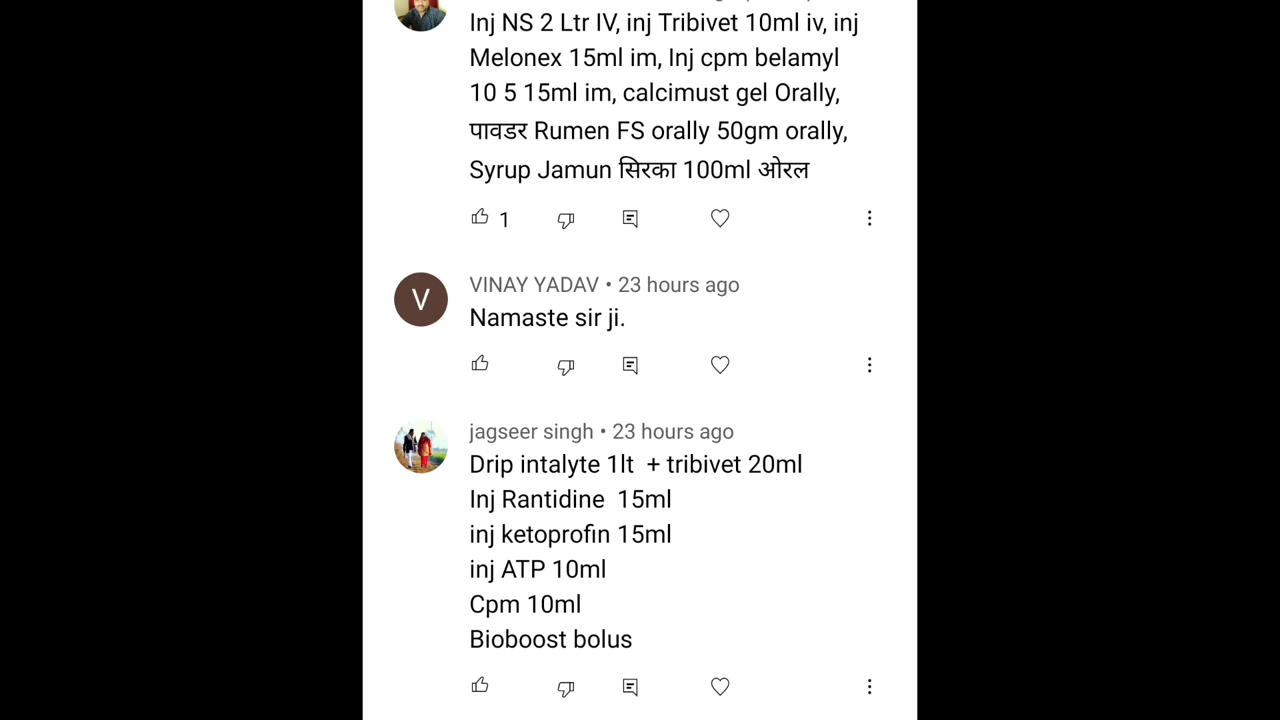 Inj NS 2 Ltr IV, inj Tribivet 10ml iv, inj
Melonex 15ml im, Inj cpm belamyl
10 5 15ml im, calcimust gel Orally,
पावडर Rumen FS orally 50gm orally,
Syrup Jamun सिरका 100ml ओरल
1
V
VINAY YADAV • 23 hours ago
Namaste sir ji.
jagseer singh • 23 hours ago
Drip intalyte 1lt + tribivet 20ml
Inj Rantidine 15ml
inj ketoprofin 15ml
inj ATP 10ml
Cpm 10ml
Bioboost bolus